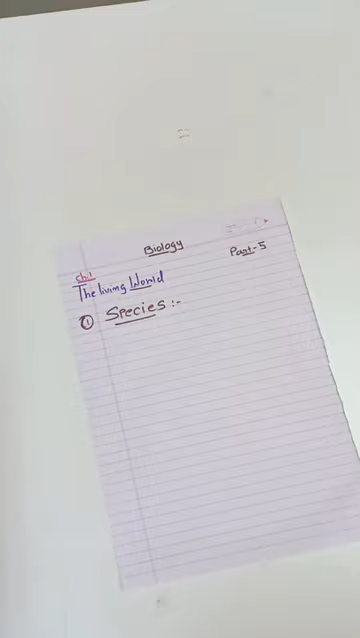 Biology
Part-5
Ch:1
The living World
① Species :-